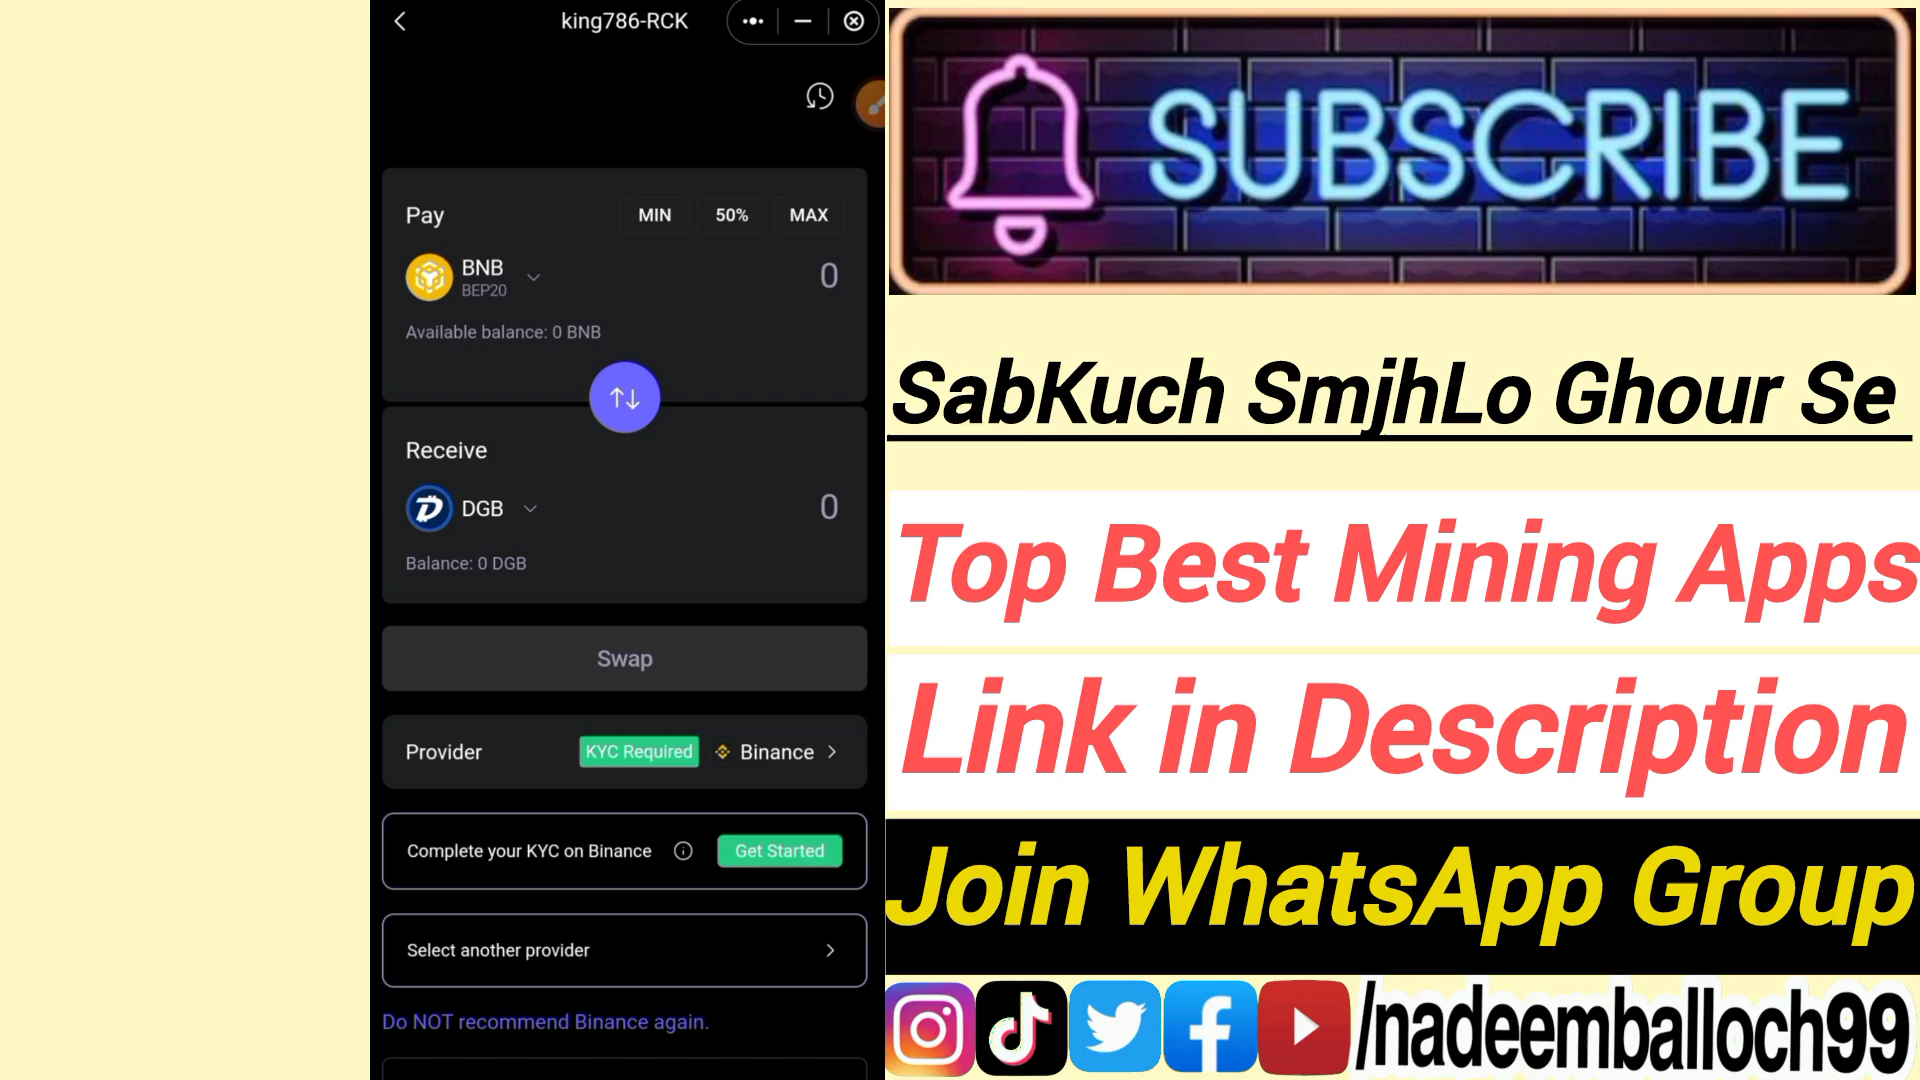 king786-RCK
Pay
MIN
50%
MAX
BNB
BEP20
0
Available balance: 0 BNB
Receive
DGB
0
Balance: 0 DGB
Swap
Provider
KYC Required
Binance
Complete your KYC on Binance
Get Started
Select another provider
Do NOT recommend Binance again.
SUBSCRIBE
SabKuch SmjhLo Ghour Se
Top Best Mining Apps
Link in Description
Join WhatsApp Group
/nadeemballoch99